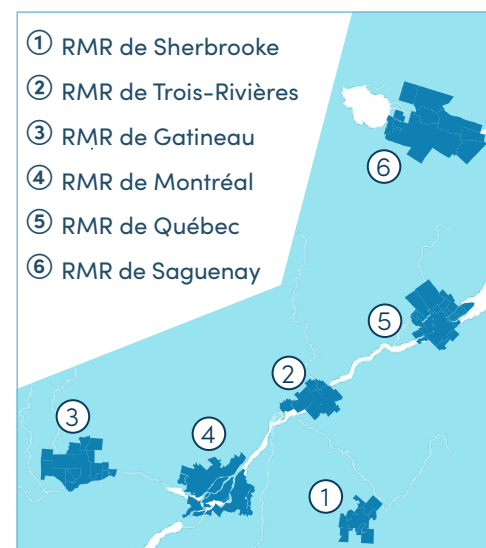 ① RMR de Sherbrooke
② RMR de Trois-Rivières
③ RMR de Gatineau
④ RMR de Montréal
⑤ RMR de Québec
⑥ RMR de Saguenay
6
5
2
3
4
1